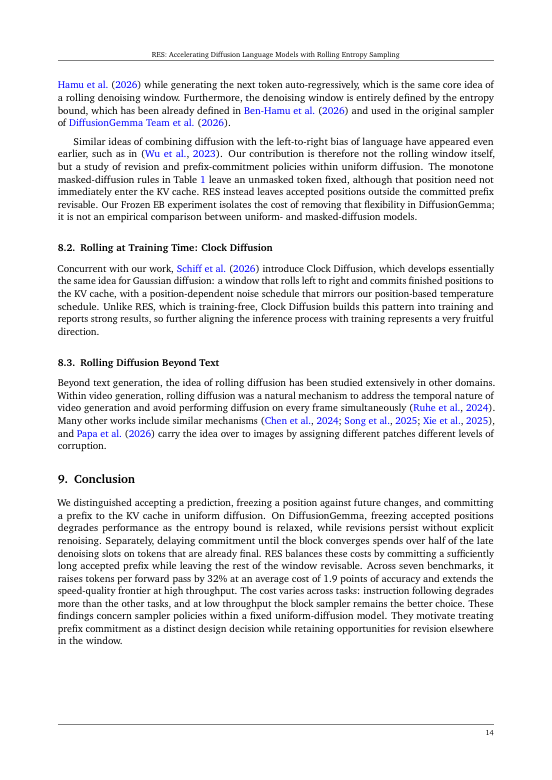 RES: Accelerating Diffusion Language Models with Rolling Entropy Sampling
Hamu et al. (2026) while generating the next token auto-regressively, which is the same core idea of
a rolling denoising window. Furthermore, the denoising window is entirely defined by the entropy
bound, which has been already defined in Ben-Hamu et al. (2026) and used in the original sampler
of DiffusionGemma Team et al. (2026).
Similar ideas of combining diffusion with the left-to-right bias of language have appeared even
earlier, such as in (Wu et al., 2023). Our contribution is therefore not the rolling window itself,
but a study of revision and prefix-commitment policies within uniform diffusion. The monotone
masked-diffusion rules in Table 1 leave an unmasked token fixed, although that position need not
immediately enter the KV cache. RES instead leaves accepted positions outside the committed prefix
revisable. Our Frozen EB experiment isolates the cost of removing that flexibility in DiffusionGemma;
it is not an empirical comparison between uniform- and masked-diffusion models.
8.2. Rolling at Training Time: Clock Diffusion
Concurrent with our work, Schiff et al. (2026) introduce Clock Diffusion, which develops essentially
the same idea for Gaussian diffusion: a window that rolls left to right and commits finished positions to
the KV cache, with a position-dependent noise schedule that mirrors our position-based temperature
schedule. Unlike RES, which is training-free, Clock Diffusion builds this pattern into training and
reports strong results, so further aligning the inference process with training represents a very fruitful
direction.
8.3. Rolling Diffusion Beyond Text
Beyond text generation, the idea of rolling diffusion has been studied extensively in other domains.
Within video generation, rolling diffusion was a natural mechanism to address the temporal nature of
video generation and avoid performing diffusion on every frame simultaneously (Ruhe et al., 2024).
Many other works include similar mechanisms (Chen et al., 2024; Song et al., 2025; Xie et al., 2025),
and Papa et al. (2026) carry the idea over to images by assigning different patches different levels of
corruption.
9. Conclusion
We distinguished accepting a prediction, freezing a position against future changes, and committing
a prefix to the KV cache in uniform diffusion. On DiffusionGemma, freezing accepted positions
degrades performance as the entropy bound is relaxed, while revisions persist without explicit
renoising. Separately, delaying commitment until the block converges spends over half of the late
denoising slots on tokens that are already final. RES balances these costs by committing a sufficiently
long accepted prefix while leaving the rest of the window revisable. Across seven benchmarks, it
raises tokens per forward pass by 32% at an average cost of 1.9 points of accuracy and extends the
speed-quality frontier at high throughput. The cost varies across tasks: instruction following degrades
more than the other tasks, and at low throughput the block sampler remains the better choice. These
findings concern sampler policies within a fixed uniform-diffusion model. They motivate treating
prefix commitment as a distinct design decision while retaining opportunities for revision elsewhere
in the window.
14